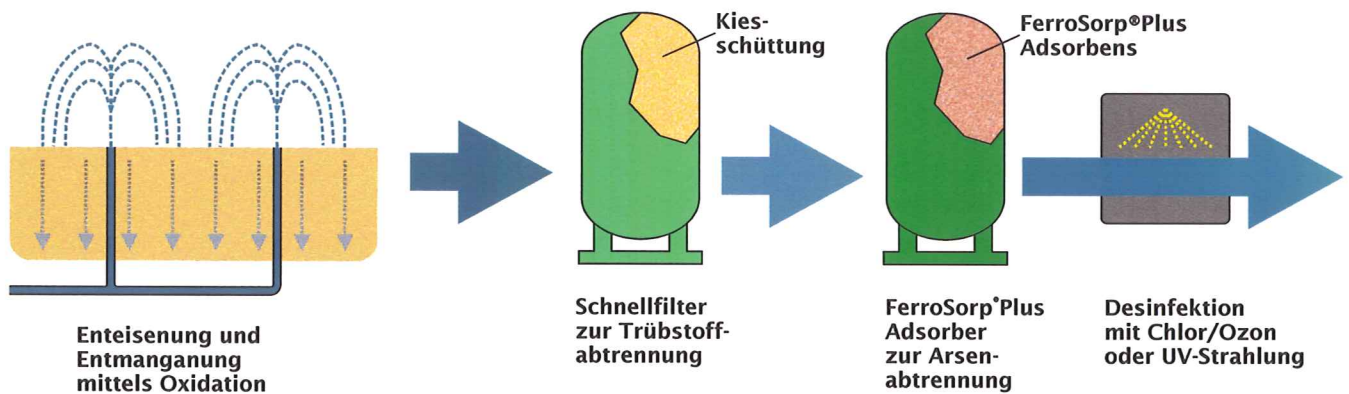 Kies-
schüttung
FerroSorp®Plus
Adsorbens
Enteisenung und
Entmanganung
mittels Oxidation
Schnellfilter
zur Trübstoff-
abtrennung
FerroSorp®Plus
Adsorber
zur Arsen-
abtrennung
Desinfektion
mit Chlor/Ozon
oder UV-Strahlung